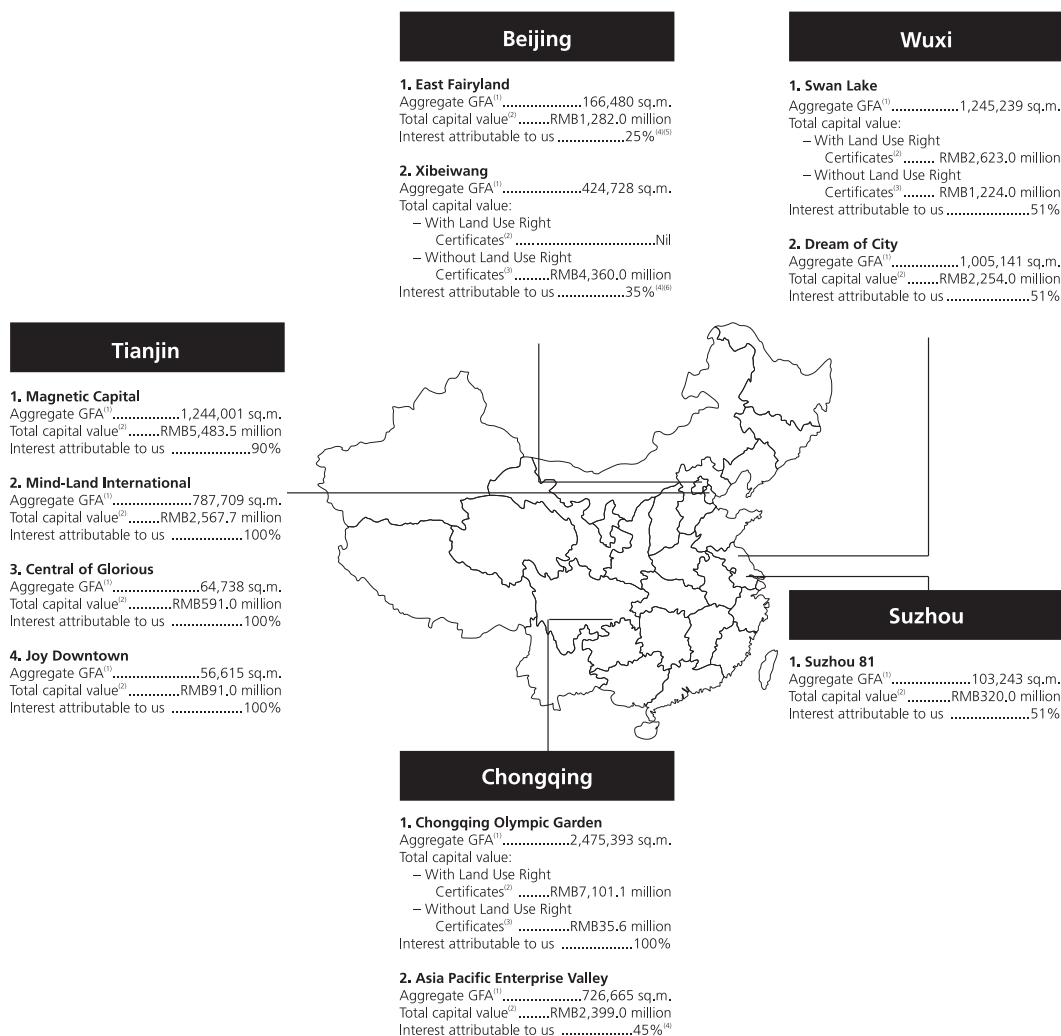 Beijing
1. East Fairyland
Aggregate GFA(1)....................166,480 sq.m.
Total capital value(2) ........RMB1,282.0 million
Interest attributable to us ..............25%(4)(5)
2. Xibeiwang
Aggregate GFA(1)....................424,728 sq.m.
Total capital value:
– With Land Use Right
Certificates(2) .............................Nil
– Without Land Use Right
Certificates(3) ........RMB4,360.0 million
Interest attributable to us ..............35%(4)(6)
Wuxi
1. Swan Lake
Aggregate GFA(1)................1,245,239 sq.m.
Total capital value:
– With Land Use Right
Certificates(2)....... RMB2,623.0 million
– Without Land Use Right
Certificates(3)....... RMB1,224.0 million
Interest attributable to us ..................51%
2. Dream of City
Aggregate GFA(1)................1,005,141 sq.m.
Total capital value(2) .......RMB2,254.0 million
Interest attributable to us ..................51%
Tianjin
1. Magnetic Capital
Aggregate GFA(1)................1,244,001 sq.m.
Total capital value(2).......RMB5,483.5 million
Interest attributable to us ..................90%
2. Mind-Land International
Aggregate GFA(1)....................787,709 sq.m.
Total capital value(2).......RMB2,567.7 million
Interest attributable to us ................100%
3. Central of Glorious
Aggregate GFA(1).....................64,738 sq.m.
Total capital value(2)..........RMB591.0 million
Interest attributable to us ................100%
4. Joy Downtown
Aggregate GFA(1).....................56,615 sq.m.
Total capital value(2)............RMB91.0 million
Interest attributable to us ................100%
Suzhou
1. Suzhou 81
Aggregate GFA(1)...................103,243 sq.m.
Total capital value(2) ..........RMB320.0 million
Interest attributable to us ..................51%
Chongqing
1. Chongqing Olympic Garden
Aggregate GFA(1)................2,475,393 sq.m.
Total capital value:
– With Land Use Right
Certificates(2) ........RMB7,101.1 million
– Without Land Use Right
Certificates(3) ............RMB35.6 million
Interest attributable to us ................100%
2. Asia Pacific Enterprise Valley
Aggregate GFA(1)...................726,665 sq.m.
Total capital value(2) .......RMB2,399.0 million
Interest attributable to us ................45%(4)